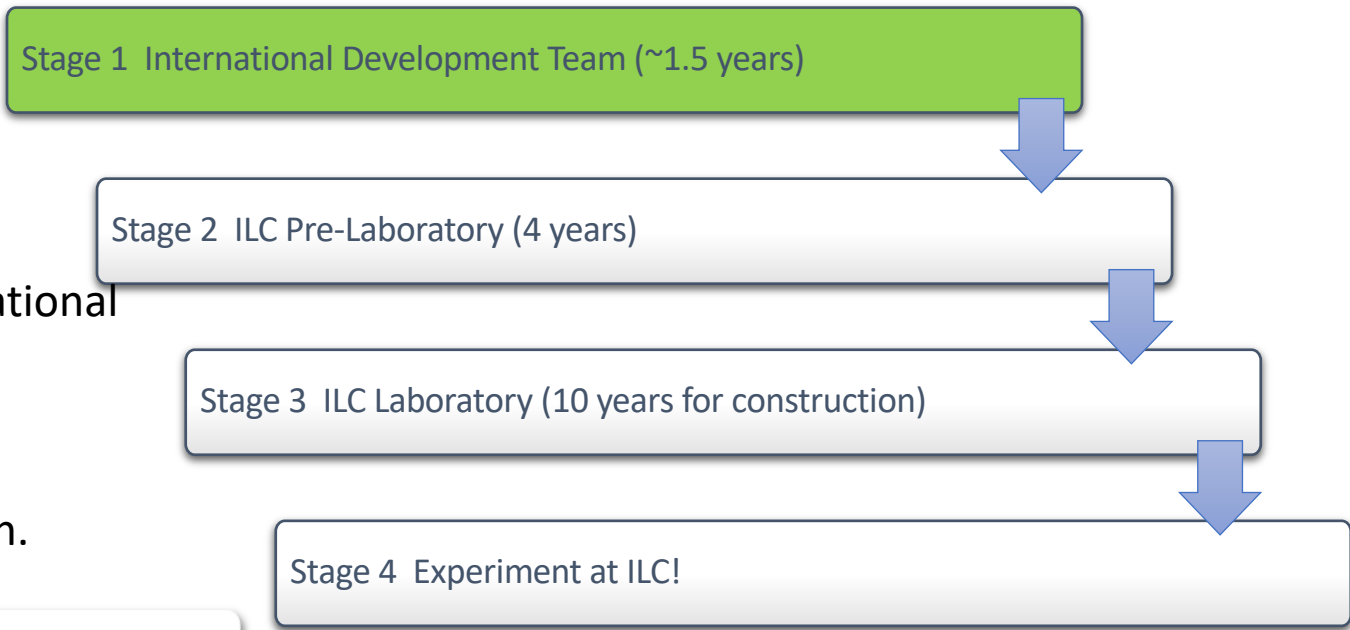 Stage 1 International Development Team (~1.5 years)
Stage 2 ILC Pre-Laboratory (4 years)
Stage 3 ILC Laboratory (10 years for construction)
Stage 4 Experiment at ILC!